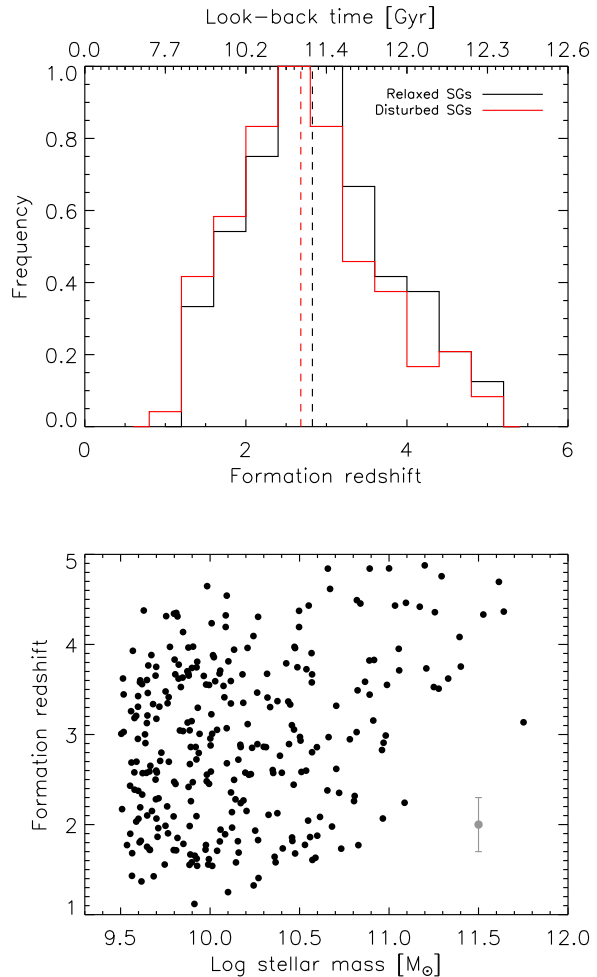 Look-back time [Gyr]
0.0 7.7 10.2 11.4 12.0 12.3 12.6
1.0
Relaxed SGs
Disturbed SGs
0.8
0.6
Frequency
0.4
0.2
0.0
0 2 4 6
Formation redshift
5
4
Formation redshift
3
2
1
9.5 10.0 10.5 11.0 11.5 12.0
Log stellar mass [M⊙]